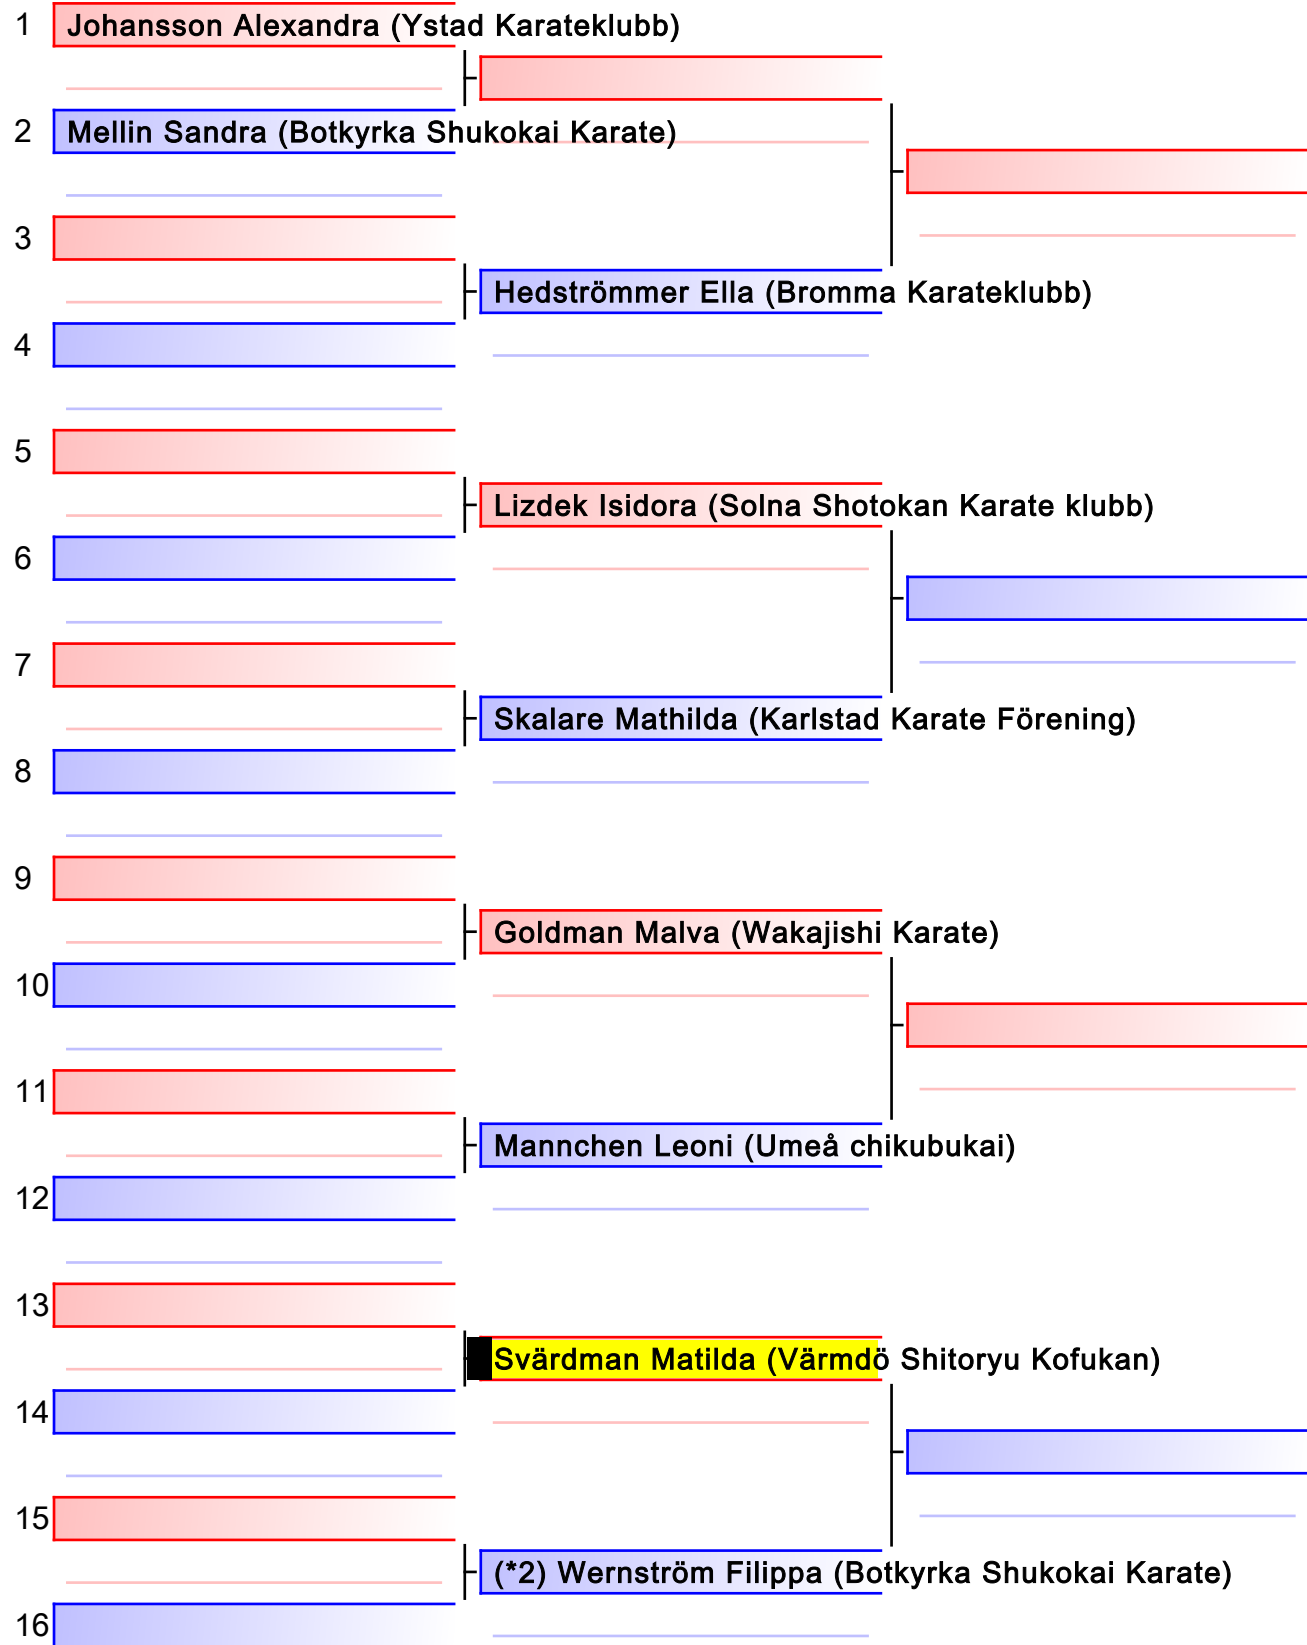 1 Johansson Alexandra (Ystad Karateklubb)
2 Mellin Sandra (Botkyrka Shukokai Karate)
3
Hedströmmer Ella (Bromma Karateklubb)
4
5
Lizdek Isidora (Solna Shotokan Karate klubb)
6
7
Skalare Mathilda (Karlstad Karate Förening)
8
9
Goldman Malva (Wakajishi Karate)
10
11
Mannchen Leoni (Umeå chikubukai)
12
13
Svärdman Matilda (Värmdö Shitoryu Kofukan)
14
15
(*2) Wernström Filippa (Botkyrka Shukokai Karate)
16